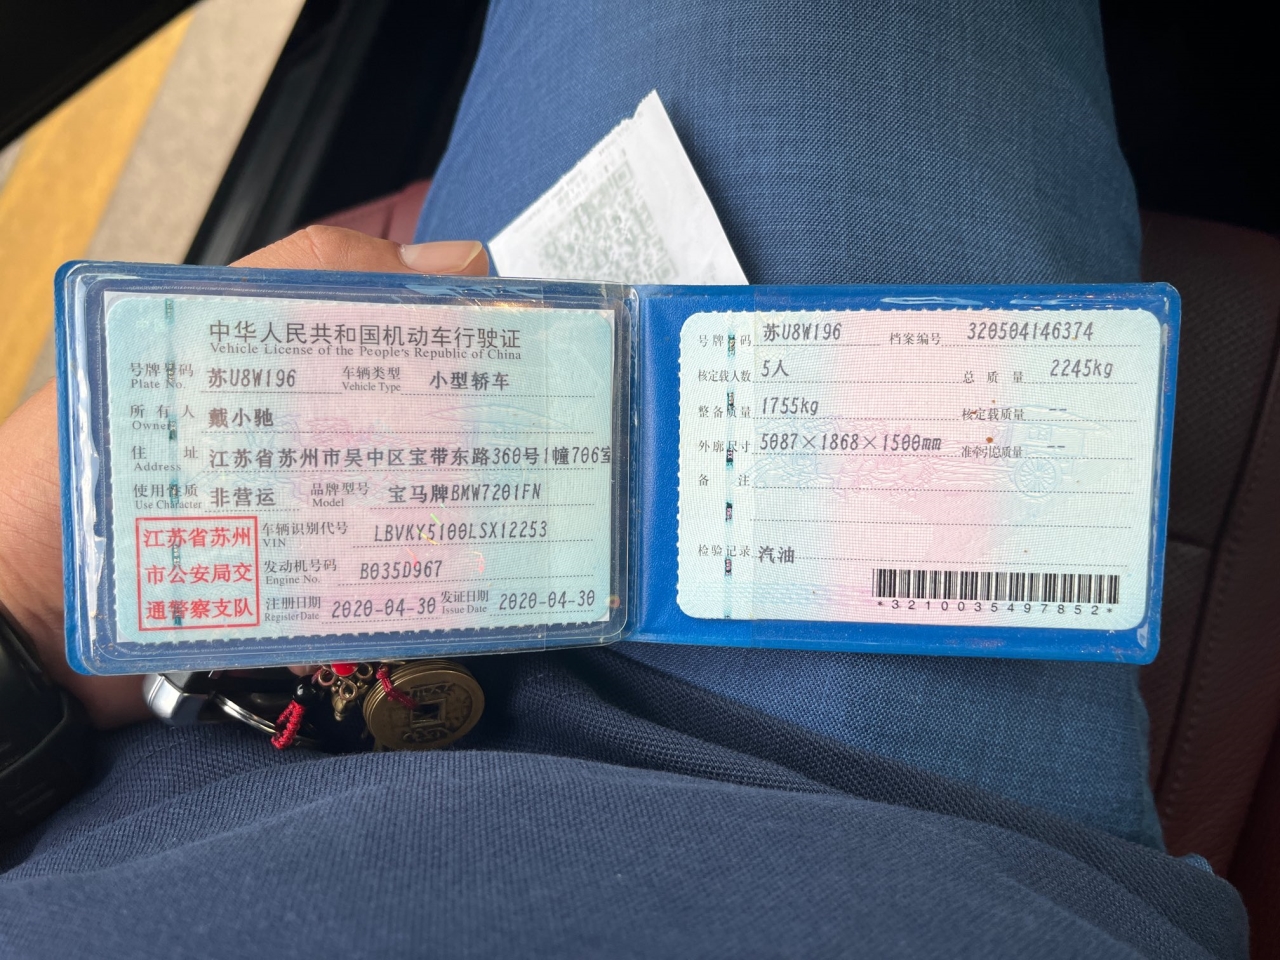 中华人民共和国机动车行驶证
Vehicle License of the People's Republic of China
号牌号码 苏U8W196 车辆类型 小型轿车
Plate No. Vehicle Type
所有人 戴小驰
Owner
住址 江苏省苏州市吴中区宝带东路360号1幢706室
Address
使用性质 非营运 品牌型号 宝马牌BMW7201FN
Use Character Model
车辆识别代号 LBVKY5100LSX12253
VIN
发动机号码 B035D967
Engine No.
注册日期 2020-04-30 发证日期 2020-04-30
Register Date Issue Date
江苏省苏州
市公安局交
通警察支队
号牌号码 苏U8W196 档案编号 320504146374
核定载人数 5人 总质量 2245kg
整备质量 1755kg 核定载质量 --
外廓尺寸 5087×1868×1500mm 准牵引总质量 --
备注
检验记录 汽油
*3210035497852*